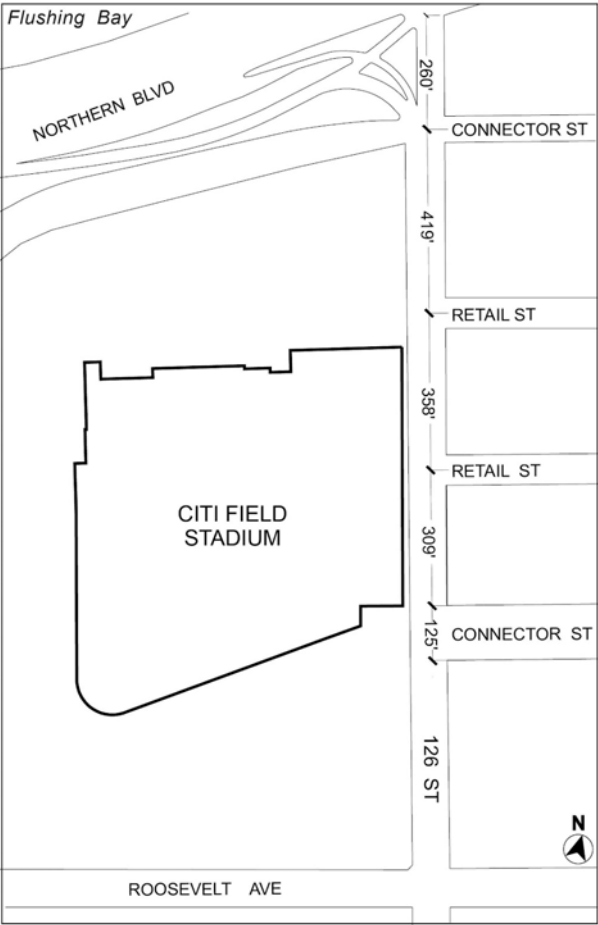 Flushing Bay
NORTHERN BLVD
260'
CONNECTOR ST
419'
RETAIL ST
358'
RETAIL ST
CITI FIELD
STADIUM
309'
125'
CONNECTOR ST
126 ST
N
ROOSEVELT AVE